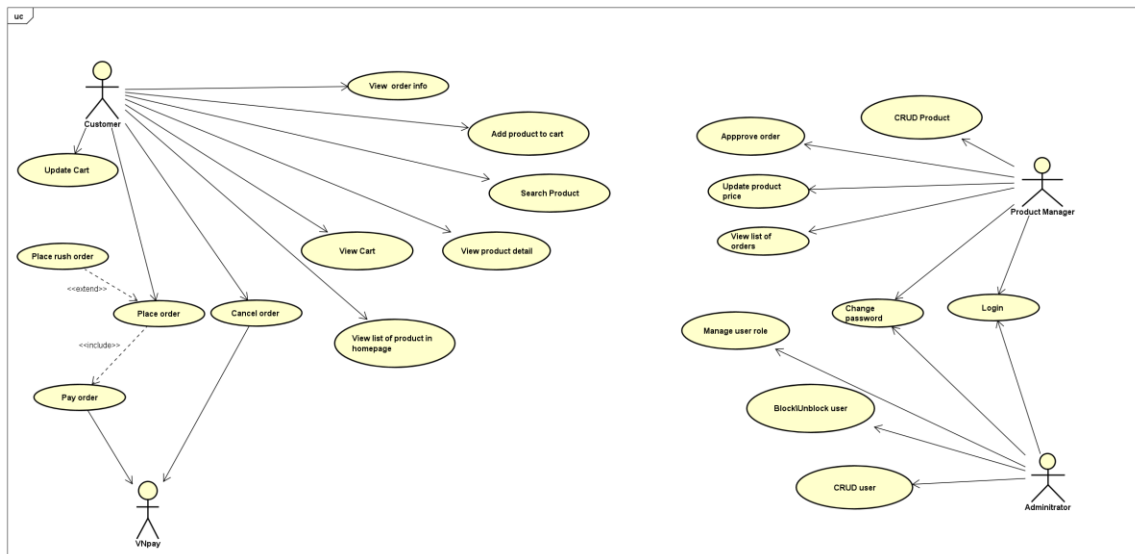 uc
View order info
Customer
Add product to cart
Update Cart
Search Product
View Cart
View product detail
Place rush order
<<extend>>
Place order
Cancel order
<<include>>
View list of product in
homepage
Pay order
VNpay
CRUD Product
Appprove order
Update product
price
Product Manager
View list of
orders
Change
password
Login
Manage user role
Block\Unblock user
CRUD user
Adminitrator